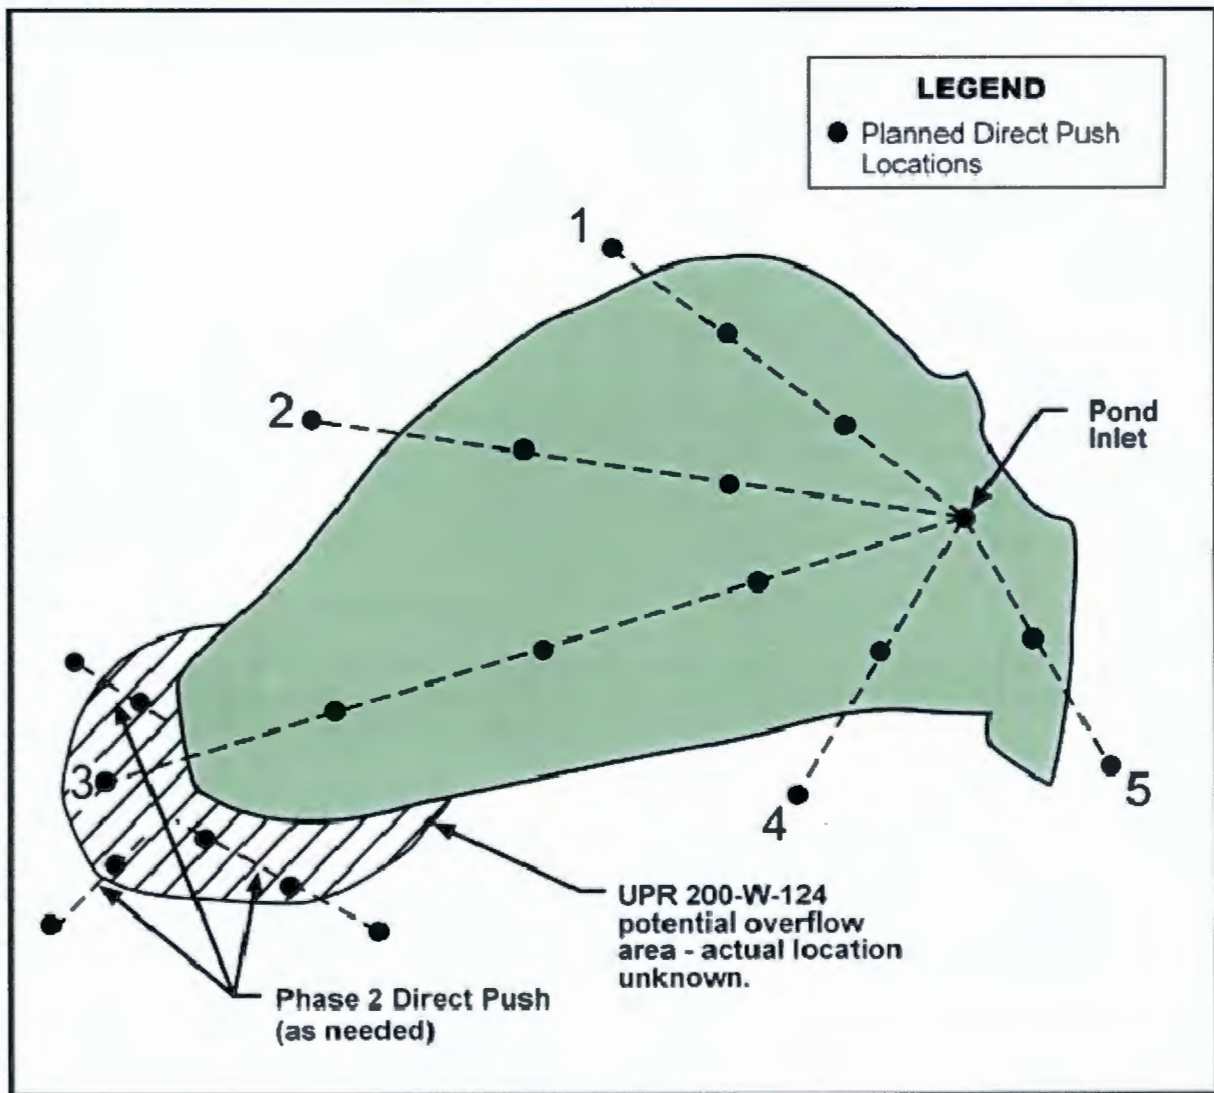 LEGEND
Planned Direct Push
Locations
1
2
Pond
Inlet
3
4
5
UPR 200-W-124
potential overflow
area - actual location
unknown.
Phase 2 Direct Push
(as needed)